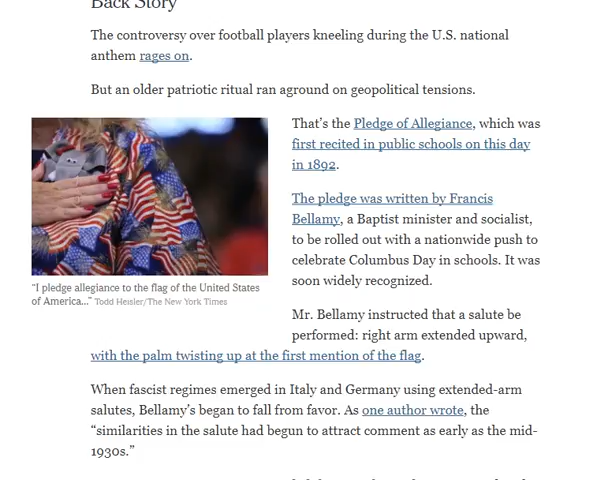 Back Story
The controversy over football players kneeling during the U.S. national
anthem rages on.
But an older patriotic ritual ran aground on geopolitical tensions.
That's the Pledge of Allegiance, which was
first recited in public schools on this day
in 1892.
The pledge was written by Francis
Bellamy, a Baptist minister and socialist,
to be rolled out with a nationwide push to
celebrate Columbus Day in schools. It was
soon widely recognized.
“I pledge allegiance to the flag of the United States
of America...” Todd Heisler/The New York Times
Mr. Bellamy instructed that a salute be
performed: right arm extended upward,
with the palm twisting up at the first mention of the flag.
When fascist regimes emerged in Italy and Germany using extended-arm
salutes, Bellamy's began to fall from favor. As one author wrote, the
“similarities in the salute had begun to attract comment as early as the mid-
1930s.”